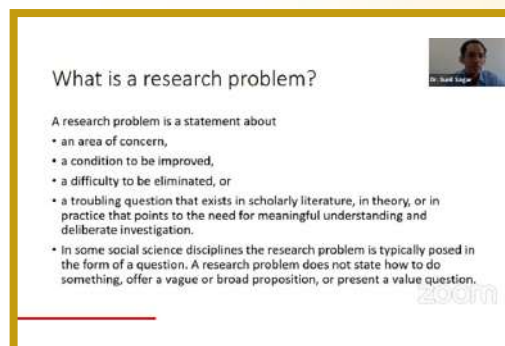 What is a research problem?
Dr. Sunil Sagar
A research problem is a statement about
• an area of concern,
• a condition to be improved,
• a difficulty to be eliminated, or
• a troubling question that exists in scholarly literature, in theory, or in
practice that points to the need for meaningful understanding and
deliberate investigation.
• In some social science disciplines the research problem is typically posed in
the form of a question. A research problem does not state how to do
something, offer a vague or broad proposition, or present a value question.
zoom